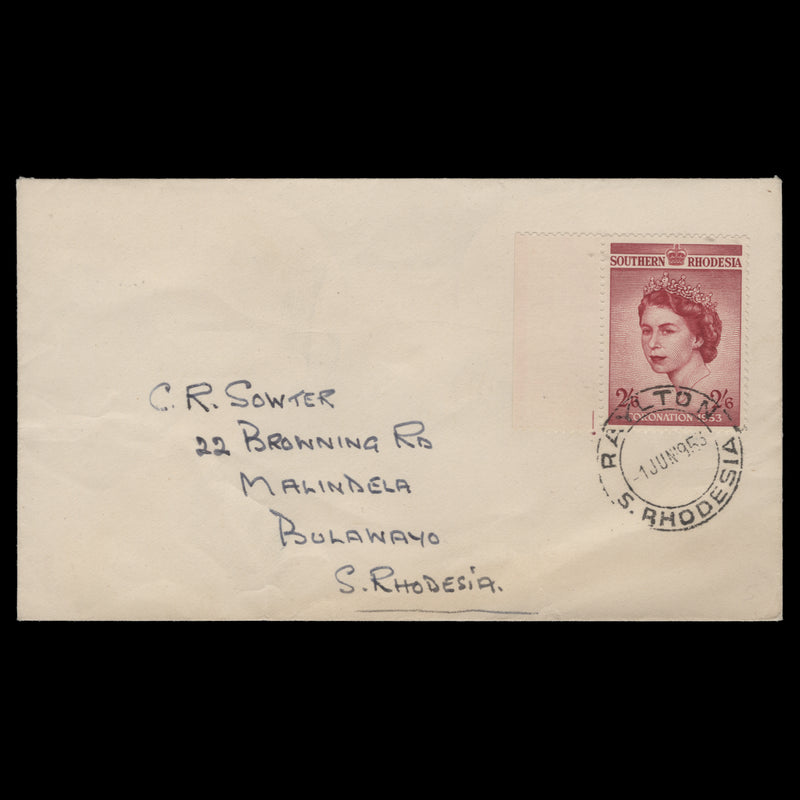 SOUTHERN RHODESIA
2/6 2/6
CORONATION 1953
RAYLTON
-1 JUN 953
S. RHODESIA
C. R. SOWTER
22 BROWNING RD
MALINDELA
BULAWAYO
S. RHODESIA.